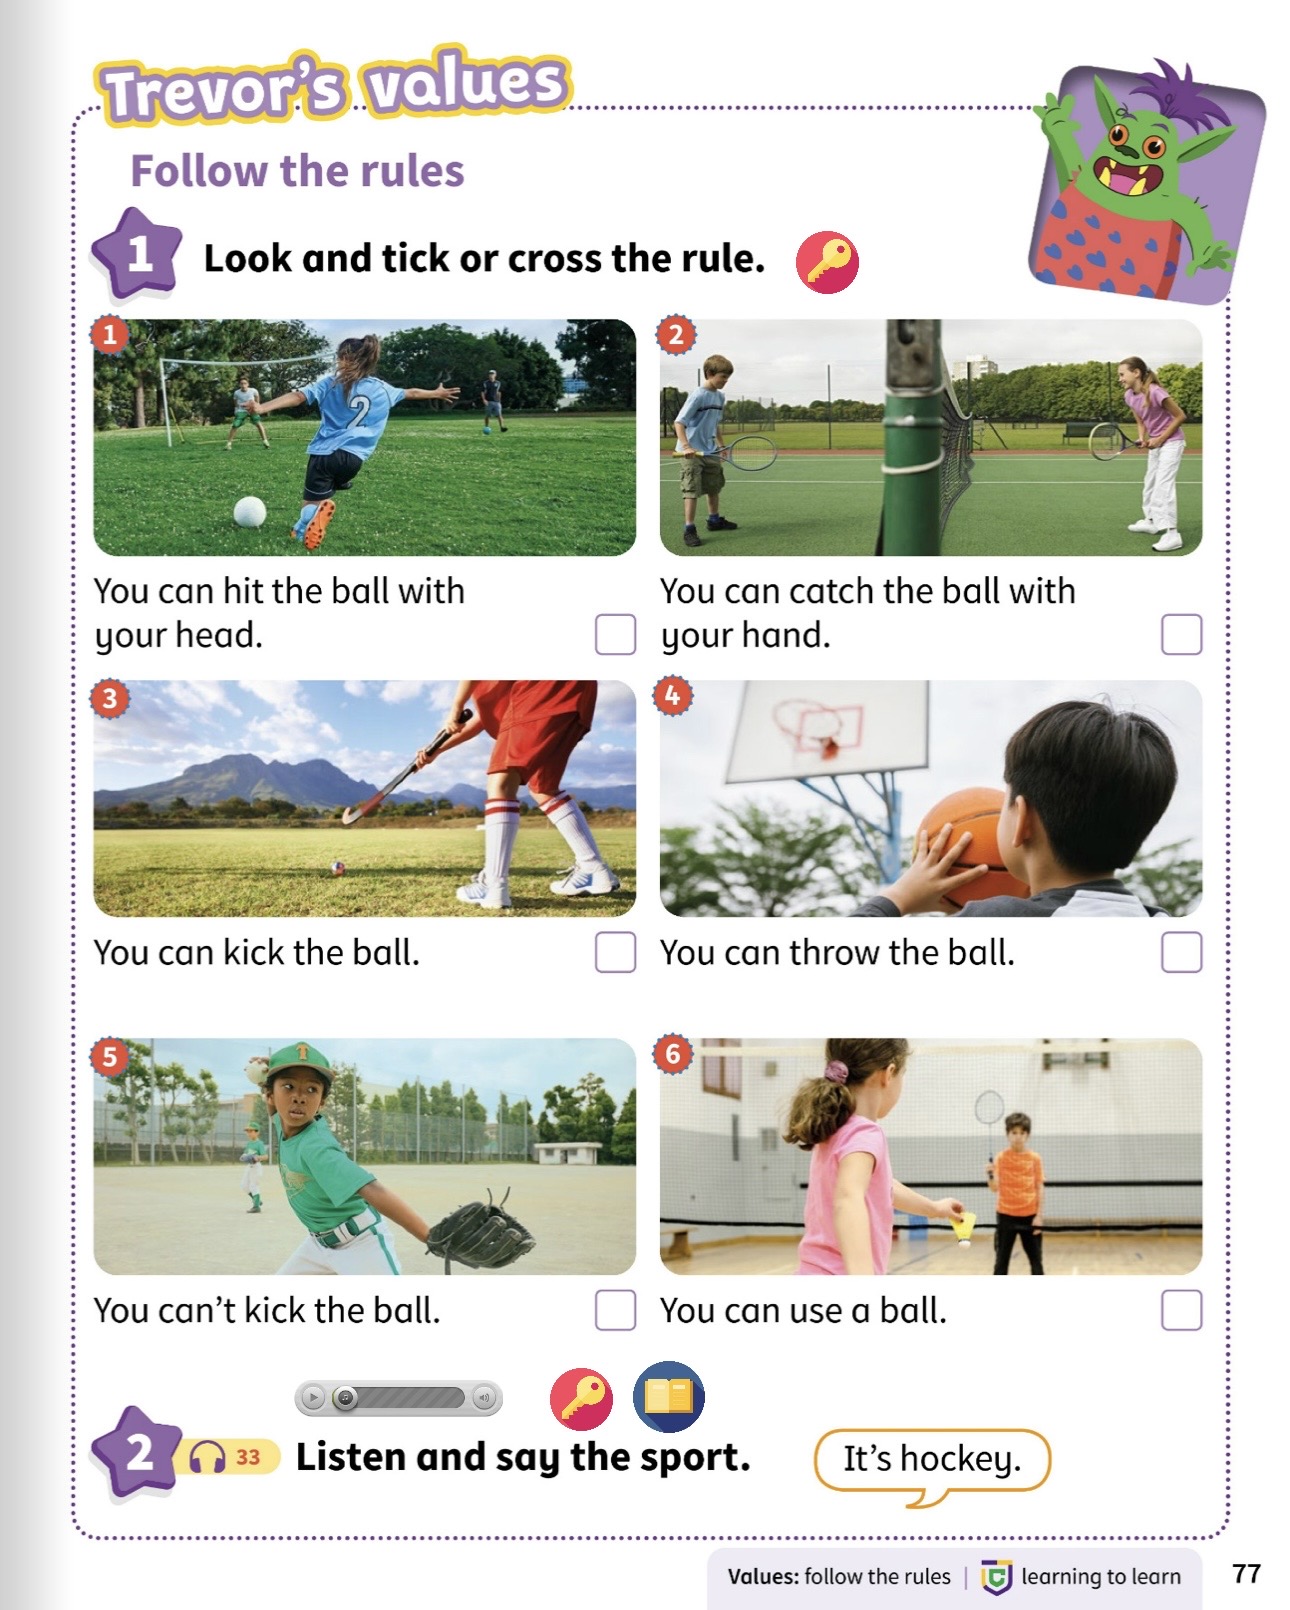 Trevor's values
Follow the rules
1 Look and tick or cross the rule.
1
2
2
You can hit the ball with
your head.
You can catch the ball with
your hand.
3
4
You can kick the ball.
You can throw the ball.
5
T
6
You can't kick the ball.
You can use a ball.
2 33 Listen and say the sport.
It's hockey.
Values: follow the rules | C learning to learn 77